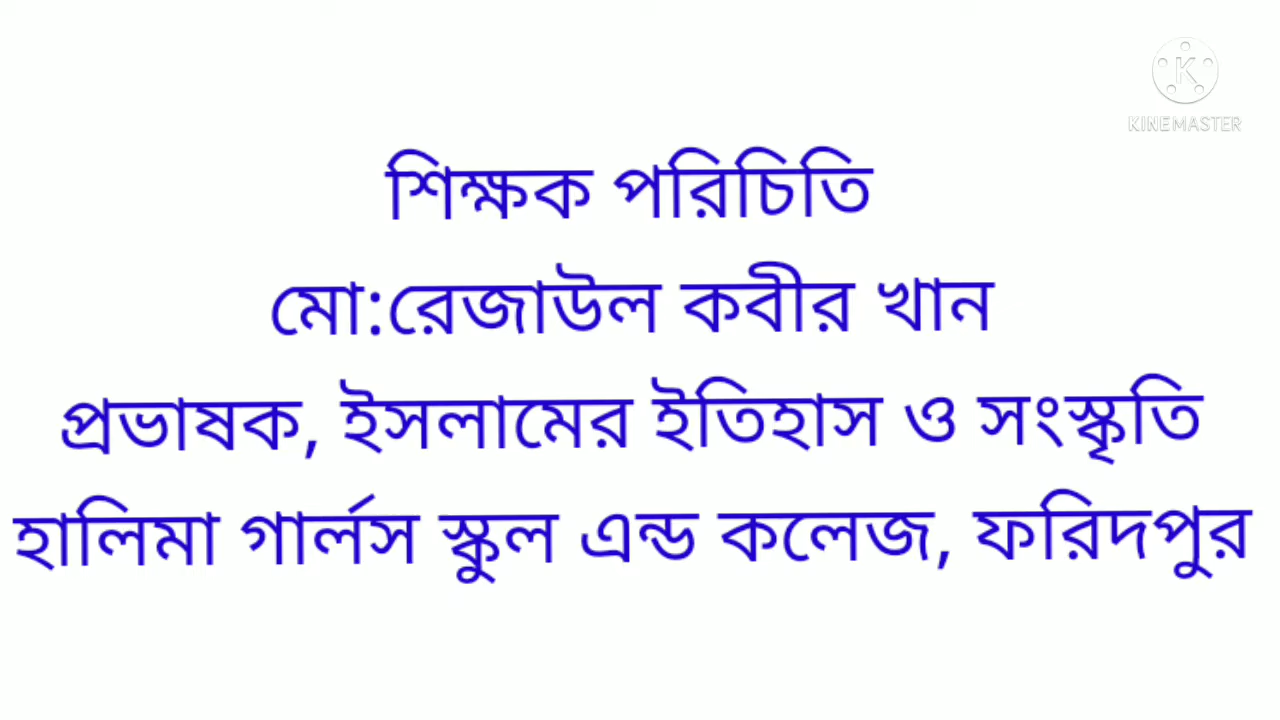 KINEMASTER
শিক্ষক পরিচিতি
মো:রেজাউল কবীর খান
প্রভাষক, ইসলামের ইতিহাস ও সংস্কৃতি
হালিমা গার্লস স্কুল এন্ড কলেজ, ফরিদপুর